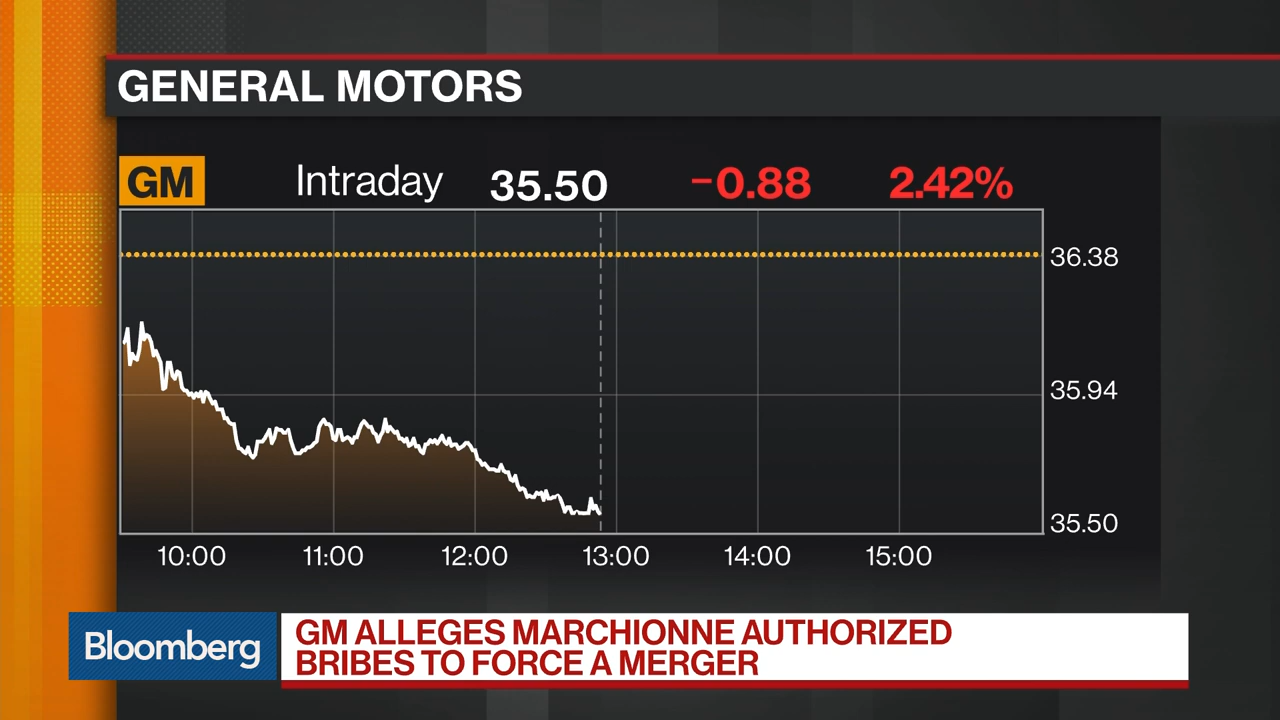 GENERAL MOTORS
GM Intraday 35.50 -0.88 2.42%
36.38
35.94
35.50
10:00 11:00 12:00 13:00 14:00 15:00
Bloomberg
GM ALLEGES MARCHIONNE AUTHORIZED
BRIBES TO FORCE A MERGER